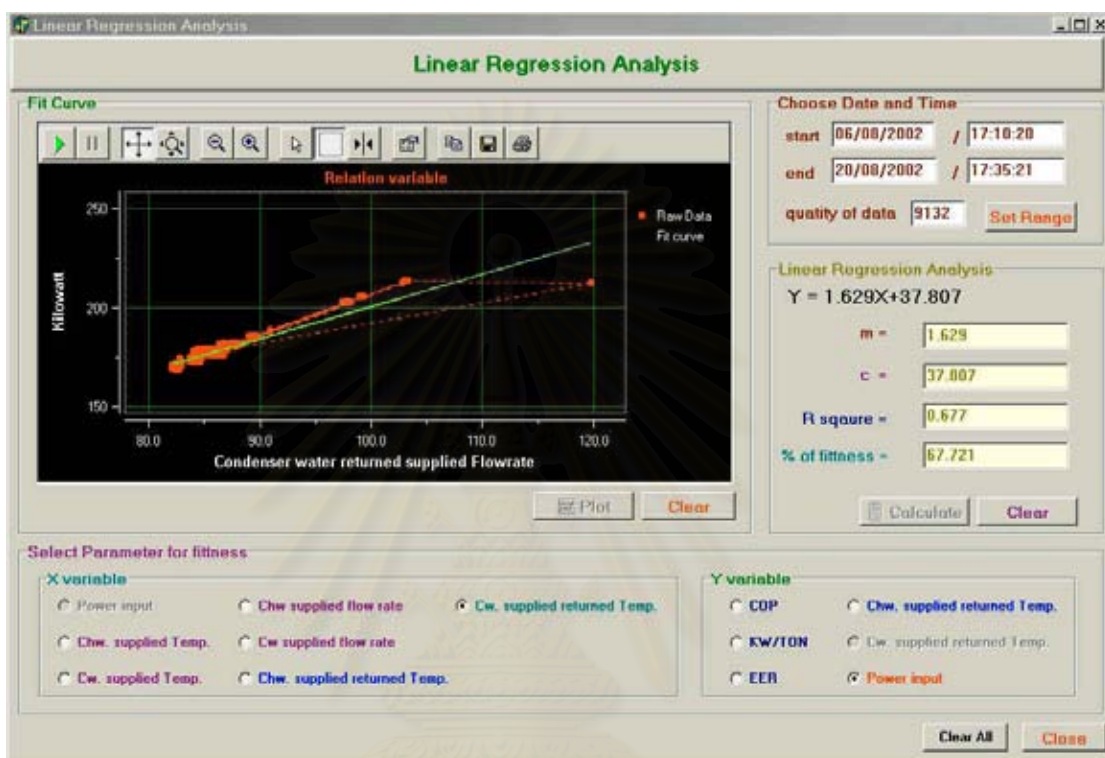 Linear Regression Analysis
Linear Regression Analysis
Fit Curve
Relation variable
250
200
150
Kilowatt
80.0 90.0 100.0 110.0 120.0
Condenser water returned supplied Flowrate
Raw Data
Fit curve
Plot Clear
Choose Date and Time
start 06/08/2002 / 17:10:20
end 20/08/2002 / 17:35:21
quatity of data 9132 Set Range
Linear Regression Analysis
Y = 1.629X+37.807
m = 1.629
c = 37.807
R sqaure = 0.677
% of fittness = 67.721
Calculate Clear
Select Parameter for fittness
X variable
Power input Chw supplied flow rate Cw. supplied returned Temp.
Chw. supplied Temp. Cw supplied flow rate
Cw. supplied Temp. Chw. supplied returned Temp.
Y variable
COP Chw. supplied returned Temp.
KW/TON Cw. supplied returned Temp.
EER Power input
Clear All Close